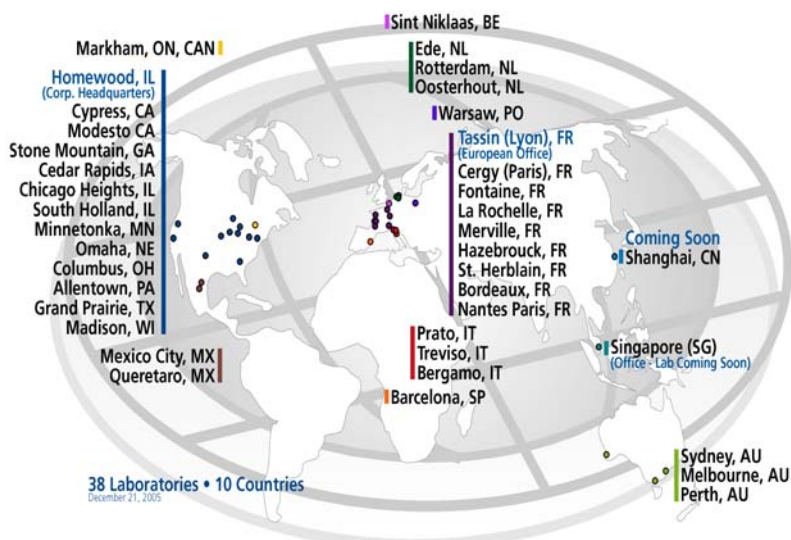 Sint Niklaas, BE
Markham, ON, CAN
Ede, NL
Rotterdam, NL
Oosterhout, NL
Homewood, IL
(Corp. Headquarters)
Cypress, CA
Modesto CA
Stone Mountain, GA
Cedar Rapids, IA
Chicago Heights, IL
South Holland, IL
Minnetonka, MN
Omaha, NE
Columbus, OH
Allentown, PA
Grand Prairie, TX
Madison, WI
Warsaw, PO
Tassin (Lyon), FR
(European Office)
Cergy (Paris), FR
Fontaine, FR
La Rochelle, FR
Merville, FR
Hazebrouck, FR
St. Herblain, FR
Bordeaux, FR
Nantes Paris, FR
Coming Soon
Shanghai, CN
Mexico City, MX
Queretaro, MX
Prato, IT
Treviso, IT
Bergamo, IT
Singapore (SG)
(Office - Lab Coming Soon)
Barcelona, SP
Sydney, AU
Melbourne, AU
Perth, AU
38 Laboratories • 10 Countries
December 21, 2005